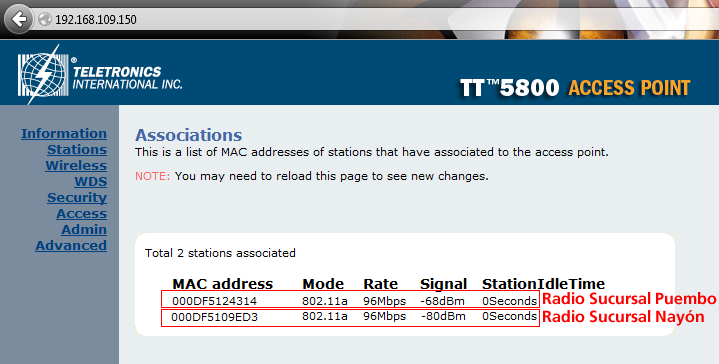 192.168.109.150
TELETRONICS
INTERNATIONAL INC.
®
TT™5800 ACCESS POINT
Information
Stations
Wireless
WDS
Security
Access
Admin
Advanced
Associations
This is a list of MAC addresses of stations that have associated to the access point.
NOTE: You may need to reload this page to see new changes.
Total 2 stations associated
MAC address Mode Rate Signal StationIdleTime
000DF5124314 802.11a 96Mbps -68dBm 0Seconds Radio Sucursal Puembo
000DF5109ED3 802.11a 96Mbps -80dBm 0Seconds Radio Sucursal Nayón